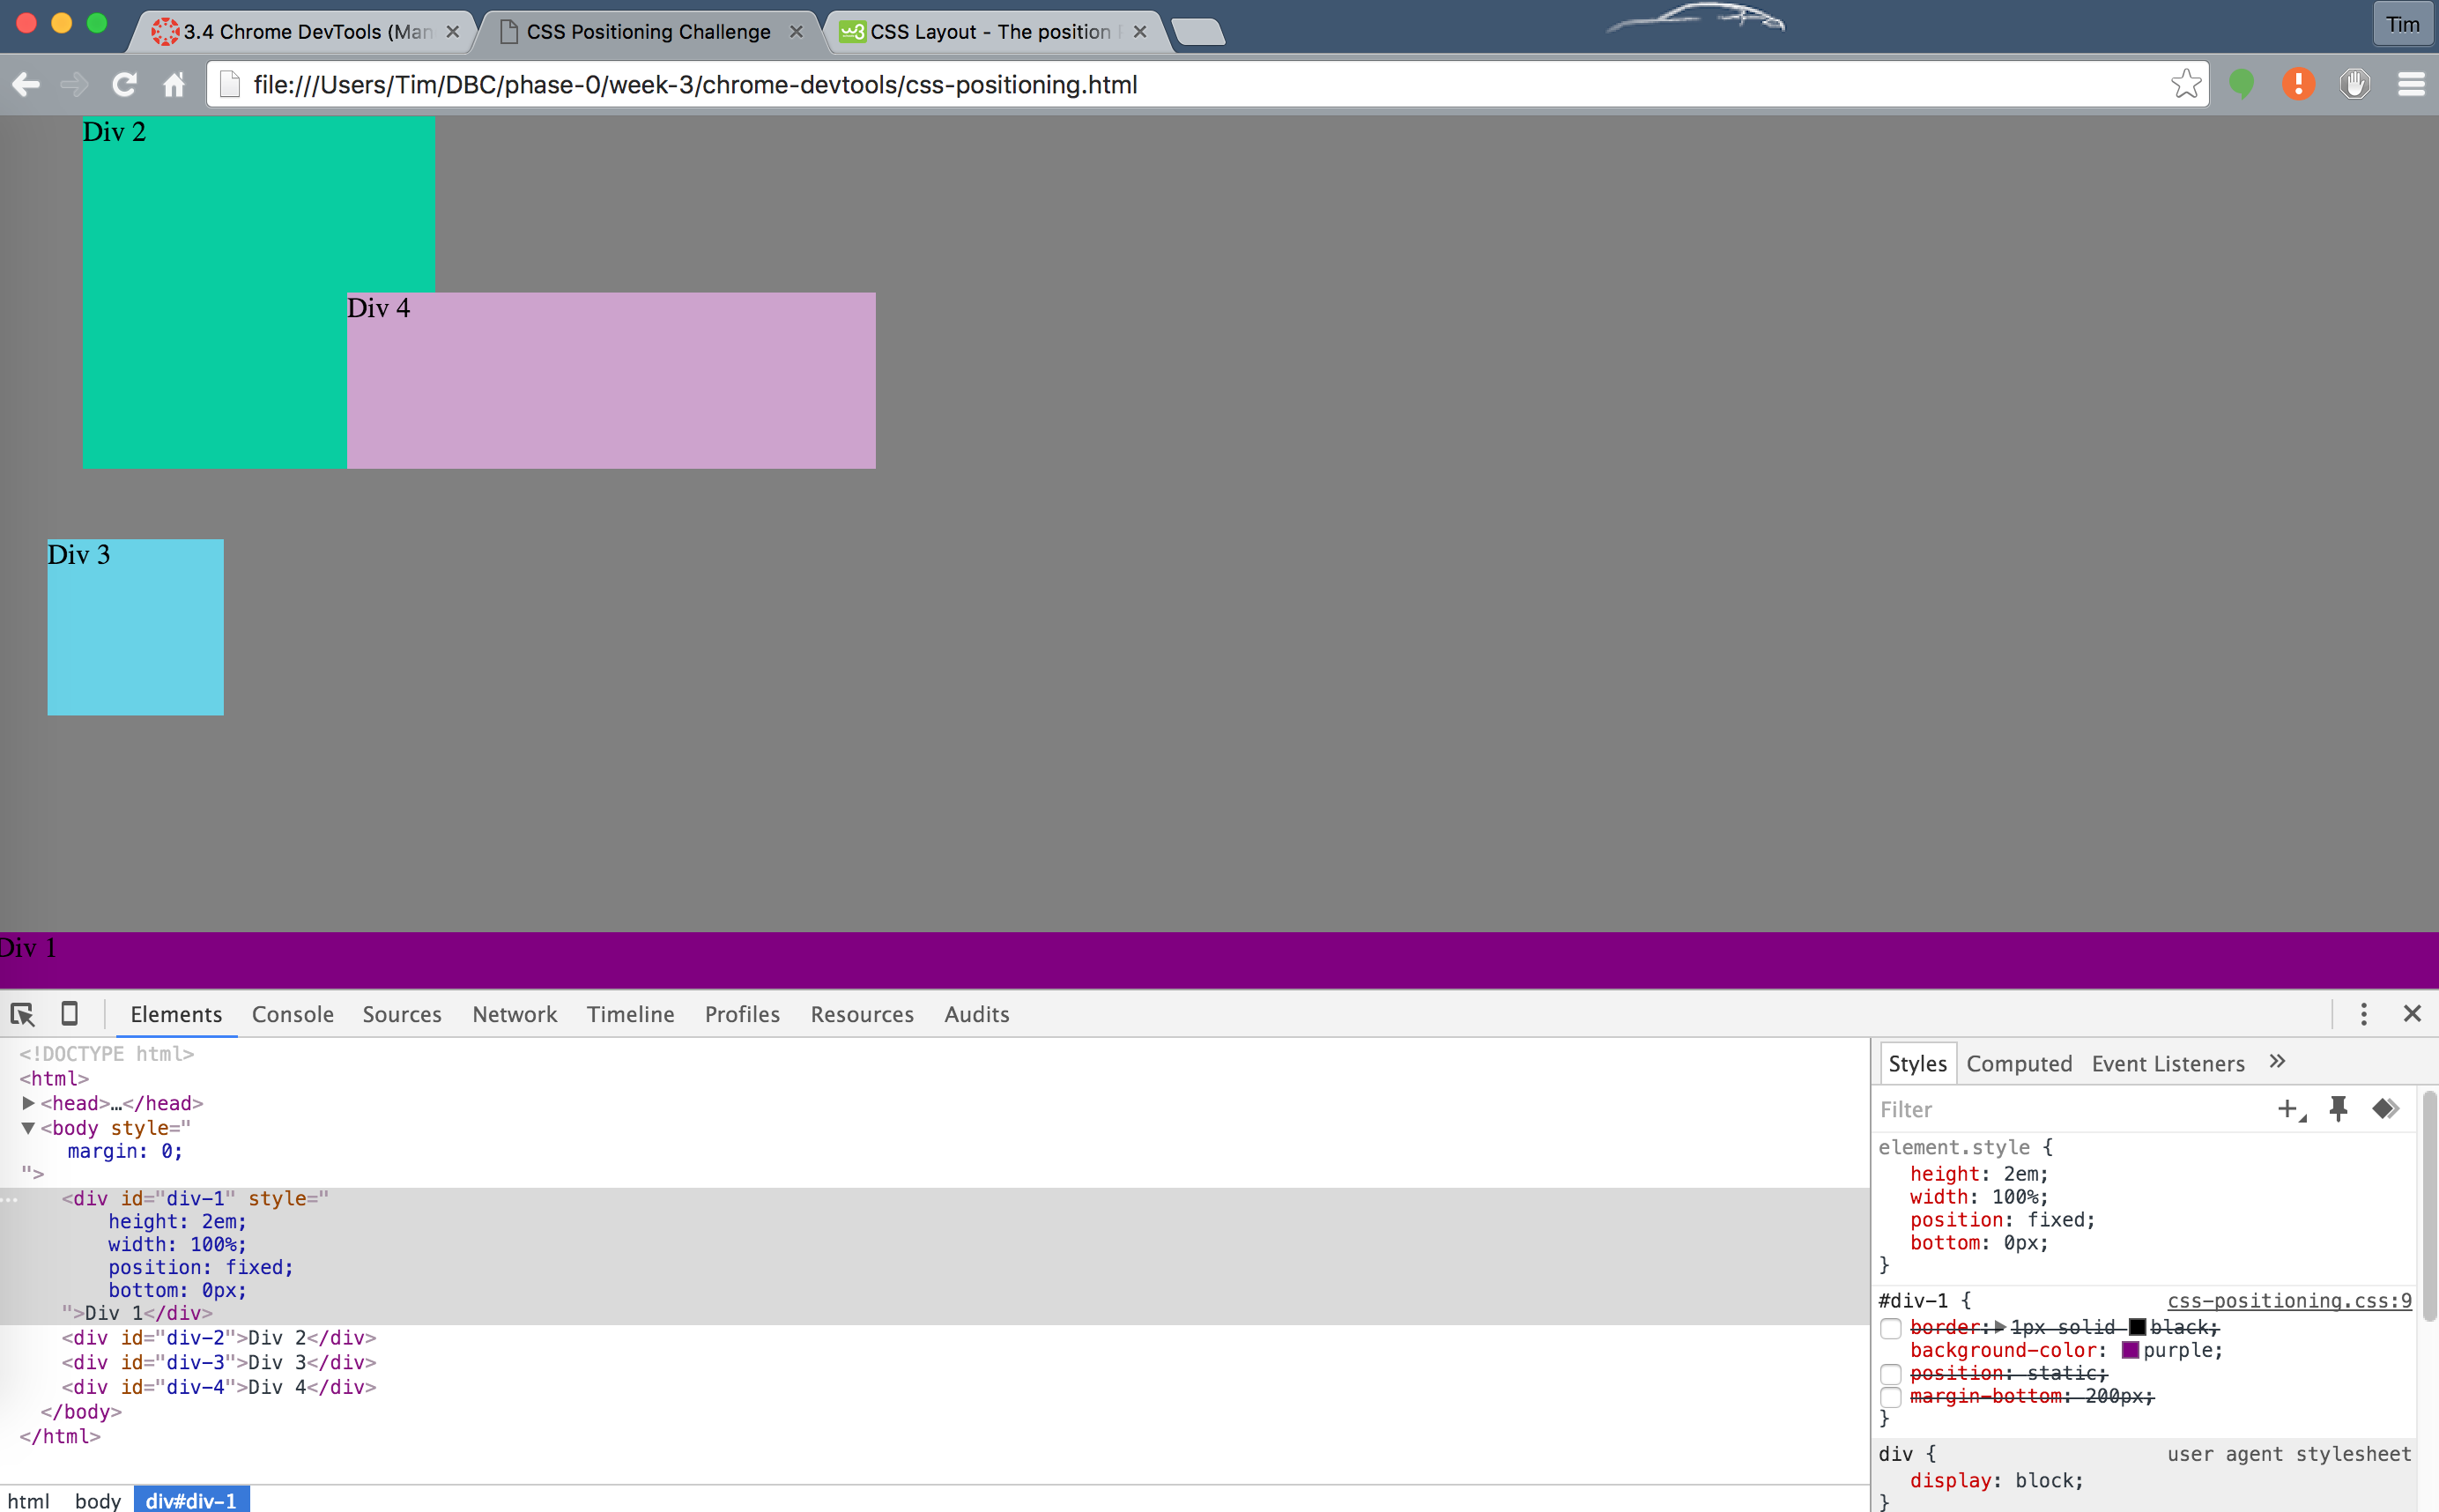 3.4 Chrome DevTools (Man
CSS Positioning Challenge
w3 CSS Layout - The position
Tim
file:///Users/Tim/DBC/phase-0/week-3/chrome-devtools/css-positioning.html
Div 2
Div 4
Div 3
Div 1
Elements Console Sources Network Timeline Profiles Resources Audits
<!DOCTYPE html>
<html>
<head>…</head>
<body style="
margin: 0;
">
<div id="div-1" style="
height: 2em;
width: 100%;
position: fixed;
bottom: 0px;
">Div 1</div>
<div id="div-2">Div 2</div>
<div id="div-3">Div 3</div>
<div id="div-4">Div 4</div>
</body>
</html>
html body div#div-1
Styles Computed Event Listeners »
Filter
element.style {
height: 2em;
width: 100%;
position: fixed;
bottom: 0px;
}
#div-1 { css-positioning.css:9
border: 1px solid black;
background-color: purple;
position: static;
margin-bottom: 200px;
}
div { user agent stylesheet
display: block;
}